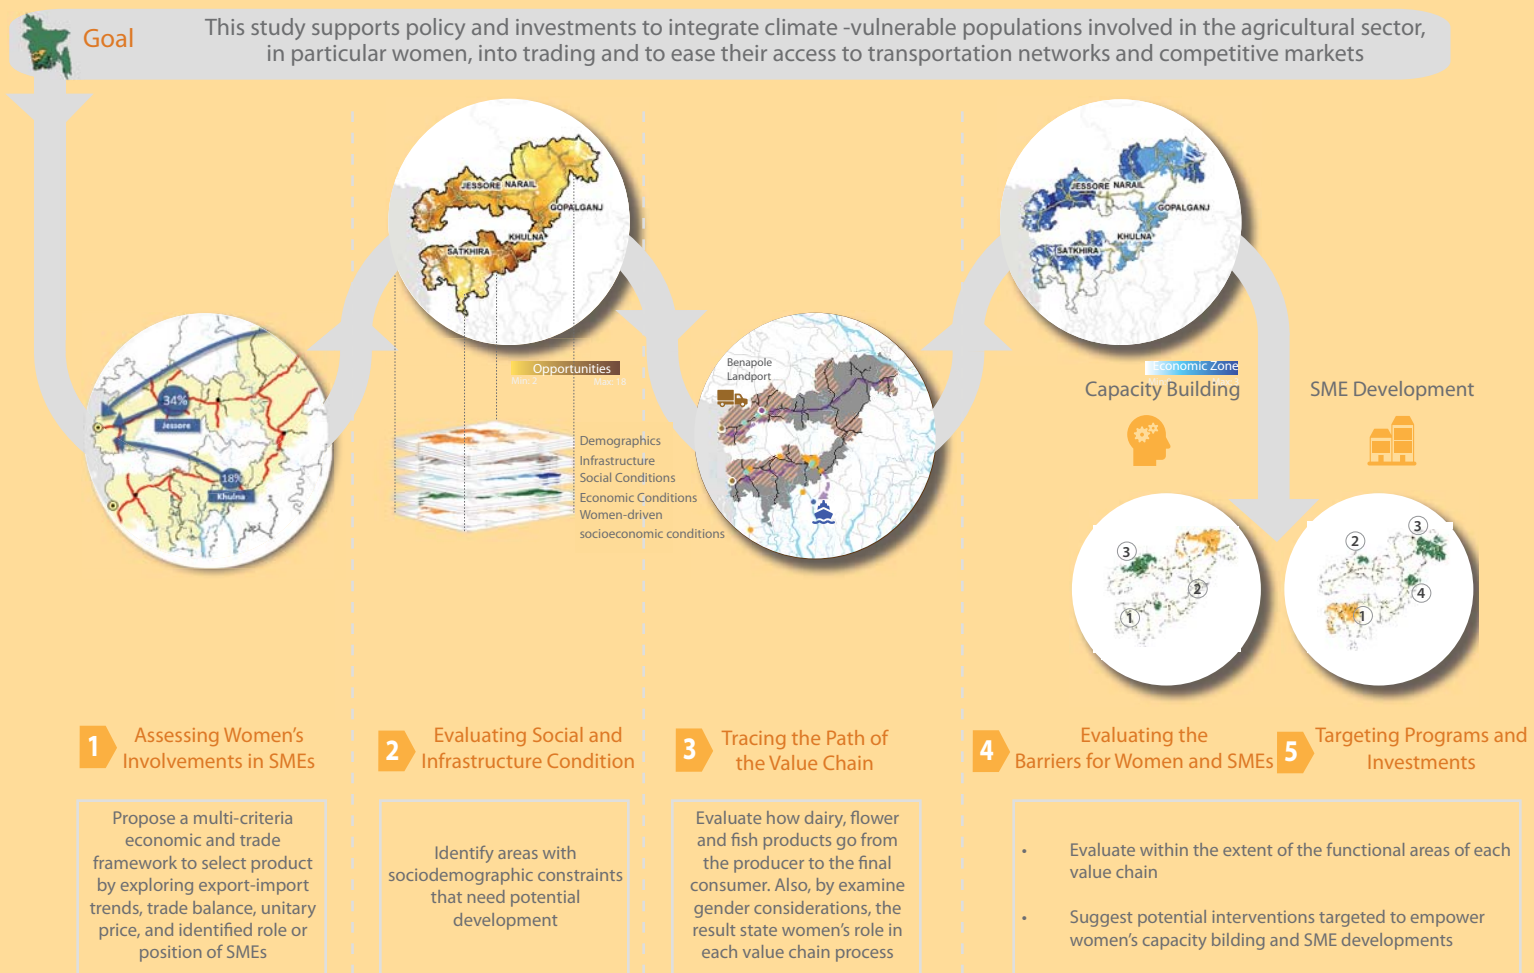 Goal
This study supports policy and investments to integrate climate -vulnerable populations involved in the agricultural sector,
in particular women, into trading and to ease their access to transportation networks and competitive markets
34%
Jessore
18%
Khulna
JESSORE NARAIL
GOPALGANJ
KHULNA
SATKHIRA
Opportunities
Demographics
Infrastructure
Social Conditions
Economic Conditions
Women-driven
socioeconomic conditions
Benapole
Landport
JESSORE NARAIL
GOPALGANJ
KHULNA
SATKHIRA
Economic Zone
Capacity Building
SME Development
3
2
1
3
2
4
1
1
Assessing Women's
Involvements in SMEs
Propose a multi-criteria
economic and trade
framework to select product
by exploring export-import
trends, trade balance, unitary
price, and identified role or
position of SMEs
2
Evaluating Social and
Infrastructure Condition
Identify areas with
sociodemographic constraints
that need potential
development
3
Tracing the Path of
the Value Chain
Evaluate how dairy, flower
and fish products go from
the producer to the final
consumer. Also, by examine
gender considerations, the
result state women's role in
each value chain process
4
Evaluating the
Barriers for Women and SMEs
5
Targeting Programs and
Investments
• Evaluate within the extent of the functional areas of each
value chain
• Suggest potential interventions targeted to empower
women's capacity bilding and SME developments